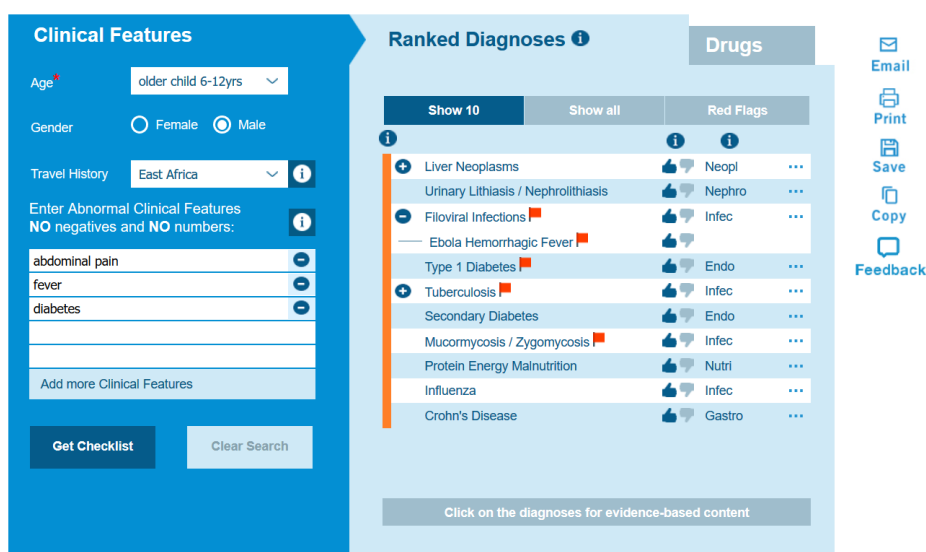 Clinical Features
Age*
older child 6-12yrs
Gender
Female
Male
Travel History
East Africa
Enter Abnormal Clinical Features
NO negatives and NO numbers:
abdominal pain
fever
diabetes
Add more Clinical Features
Get Checklist
Clear Search
Ranked Diagnoses
Drugs
Show 10
Show all
Red Flags
Liver Neoplasms Neopl ...
Urinary Lithiasis / Nephrolithiasis Nephro ...
Filoviral Infections Infec ...
Ebola Hemorrhagic Fever
Type 1 Diabetes Endo ...
Tuberculosis Infec ...
Secondary Diabetes Endo ...
Mucormycosis / Zygomycosis Infec ...
Protein Energy Malnutrition Nutri ...
Influenza Infec ...
Crohn's Disease Gastro ...
Click on the diagnoses for evidence-based content
Email
Print
Save
Copy
Feedback